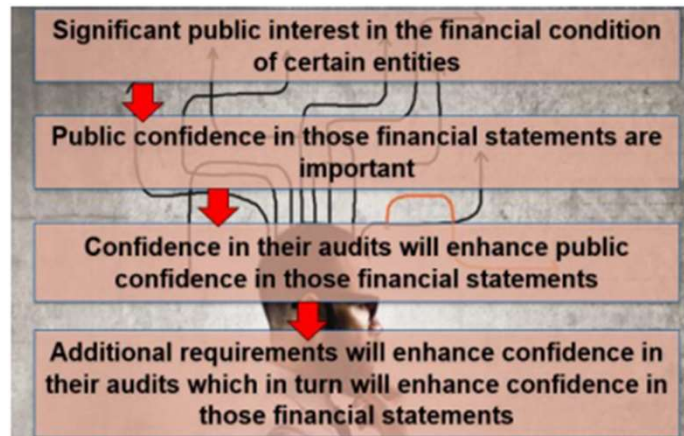 Significant public interest in the financial condition
of certain entities
Public confidence in those financial statements are
important
Confidence in their audits will enhance public
confidence in those financial statements
Additional requirements will enhance confidence in
their audits which in turn will enhance confidence in
those financial statements